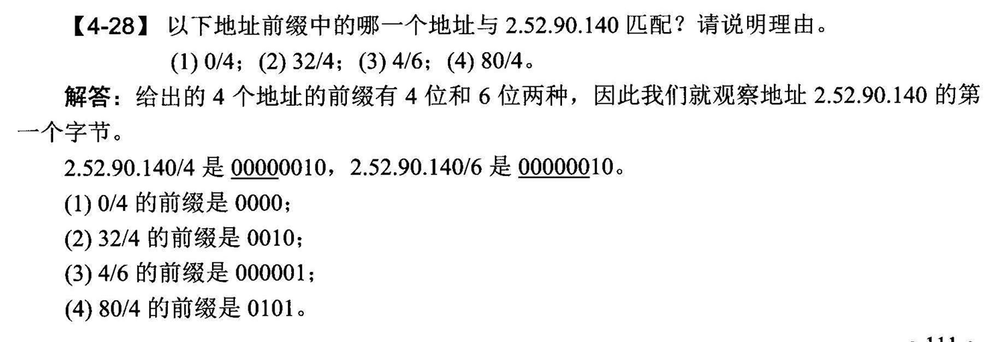 【4-28】 以下地址前缀中的哪一个地址与 2.52.90.140 匹配？请说明理由。
(1) 0/4；(2) 32/4；(3) 4/6；(4) 80/4。
解答：给出的 4 个地址的前缀有 4 位和 6 位两种，因此我们就观察地址 2.52.90.140 的第
一个字节。
2.52.90.140/4 是 00000010，2.52.90.140/6 是 00000010。
(1) 0/4 的前缀是 0000；
(2) 32/4 的前缀是 0010；
(3) 4/6 的前缀是 000001；
(4) 80/4 的前缀是 0101。